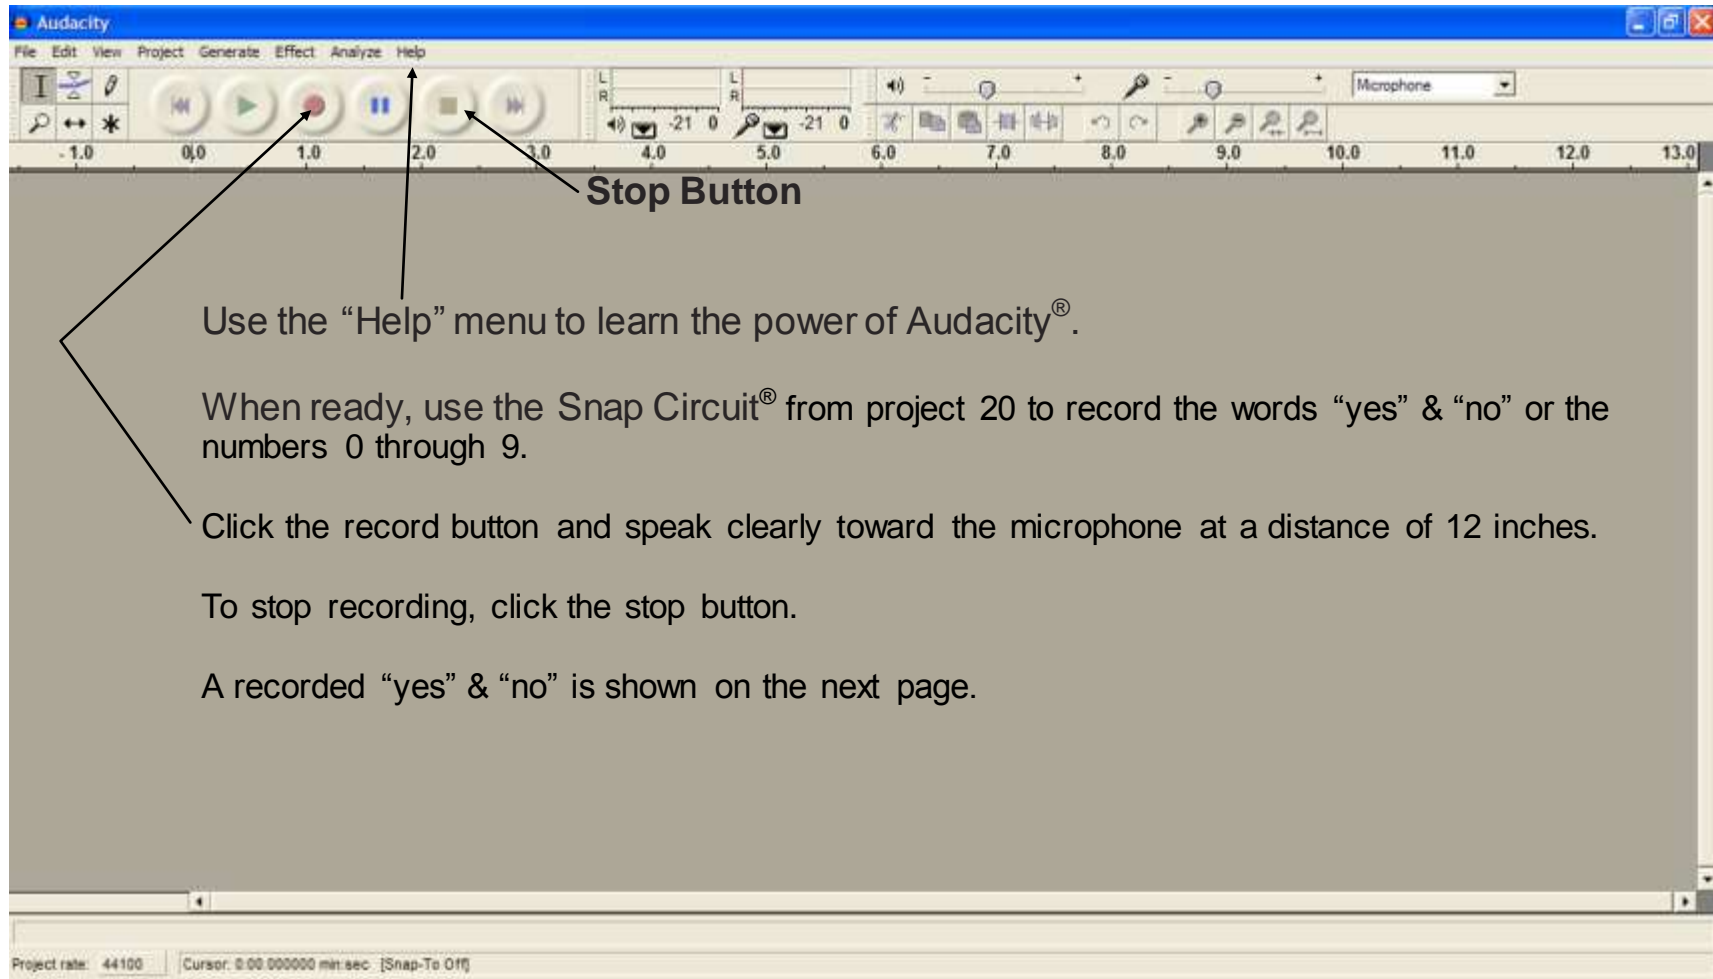 Audacity
File Edit View Project Generate Effect Analyze Help
L
R
L
R
- + - +
Microphone
-21 0 -21 0
- 1.0 0,0 1.0 2.0 3.0 4.0 5.0 6.0 7.0 8.0 9.0 10.0 11.0 12.0 13.0
Stop Button
Use the “Help” menu to learn the power of Audacity®.
When ready, use the Snap Circuit® from project 20 to record the words “yes” & “no” or the
numbers 0 through 9.
Click the record button and speak clearly toward the microphone at a distance of 12 inches.
To stop recording, click the stop button.
A recorded “yes” & “no” is shown on the next page.
Project rate: 44100 Cursor: 0:00.000000 min:sec [Snap-To Off]